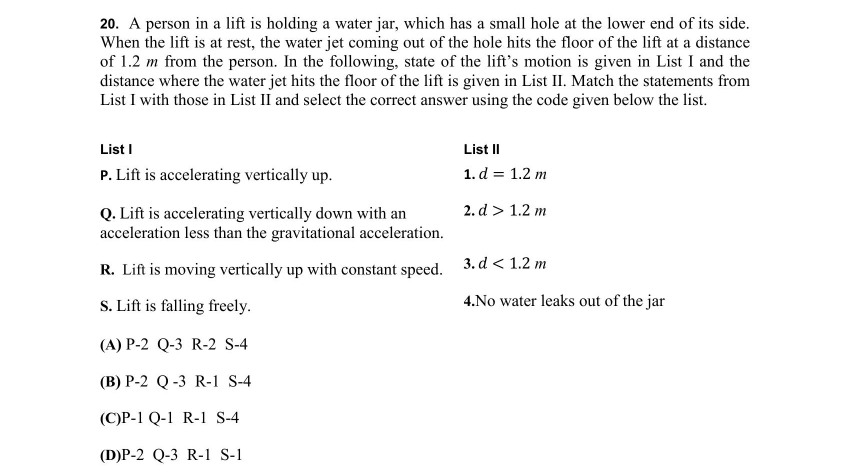 20. A person in a lift is holding a water jar, which has a small hole at the lower end of its side.
When the lift is at rest, the water jet coming out of the hole hits the floor of the lift at a distance
of 1.2 m from the person. In the following, state of the lift's motion is given in List I and the
distance where the water jet hits the floor of the lift is given in List II. Match the statements from
List I with those in List II and select the correct answer using the code given below the list.
List I
List II
P. Lift is accelerating vertically up.
1. d = 1.2 m
Q. Lift is accelerating vertically down with an
acceleration less than the gravitational acceleration.
2. d > 1.2 m
R. Lift is moving vertically up with constant speed.
3. d < 1.2 m
S. Lift is falling freely.
4.No water leaks out of the jar
(A) P-2 Q-3 R-2 S-4
(B) P-2 Q -3 R-1 S-4
(C)P-1 Q-1 R-1 S-4
(D)P-2 Q-3 R-1 S-1